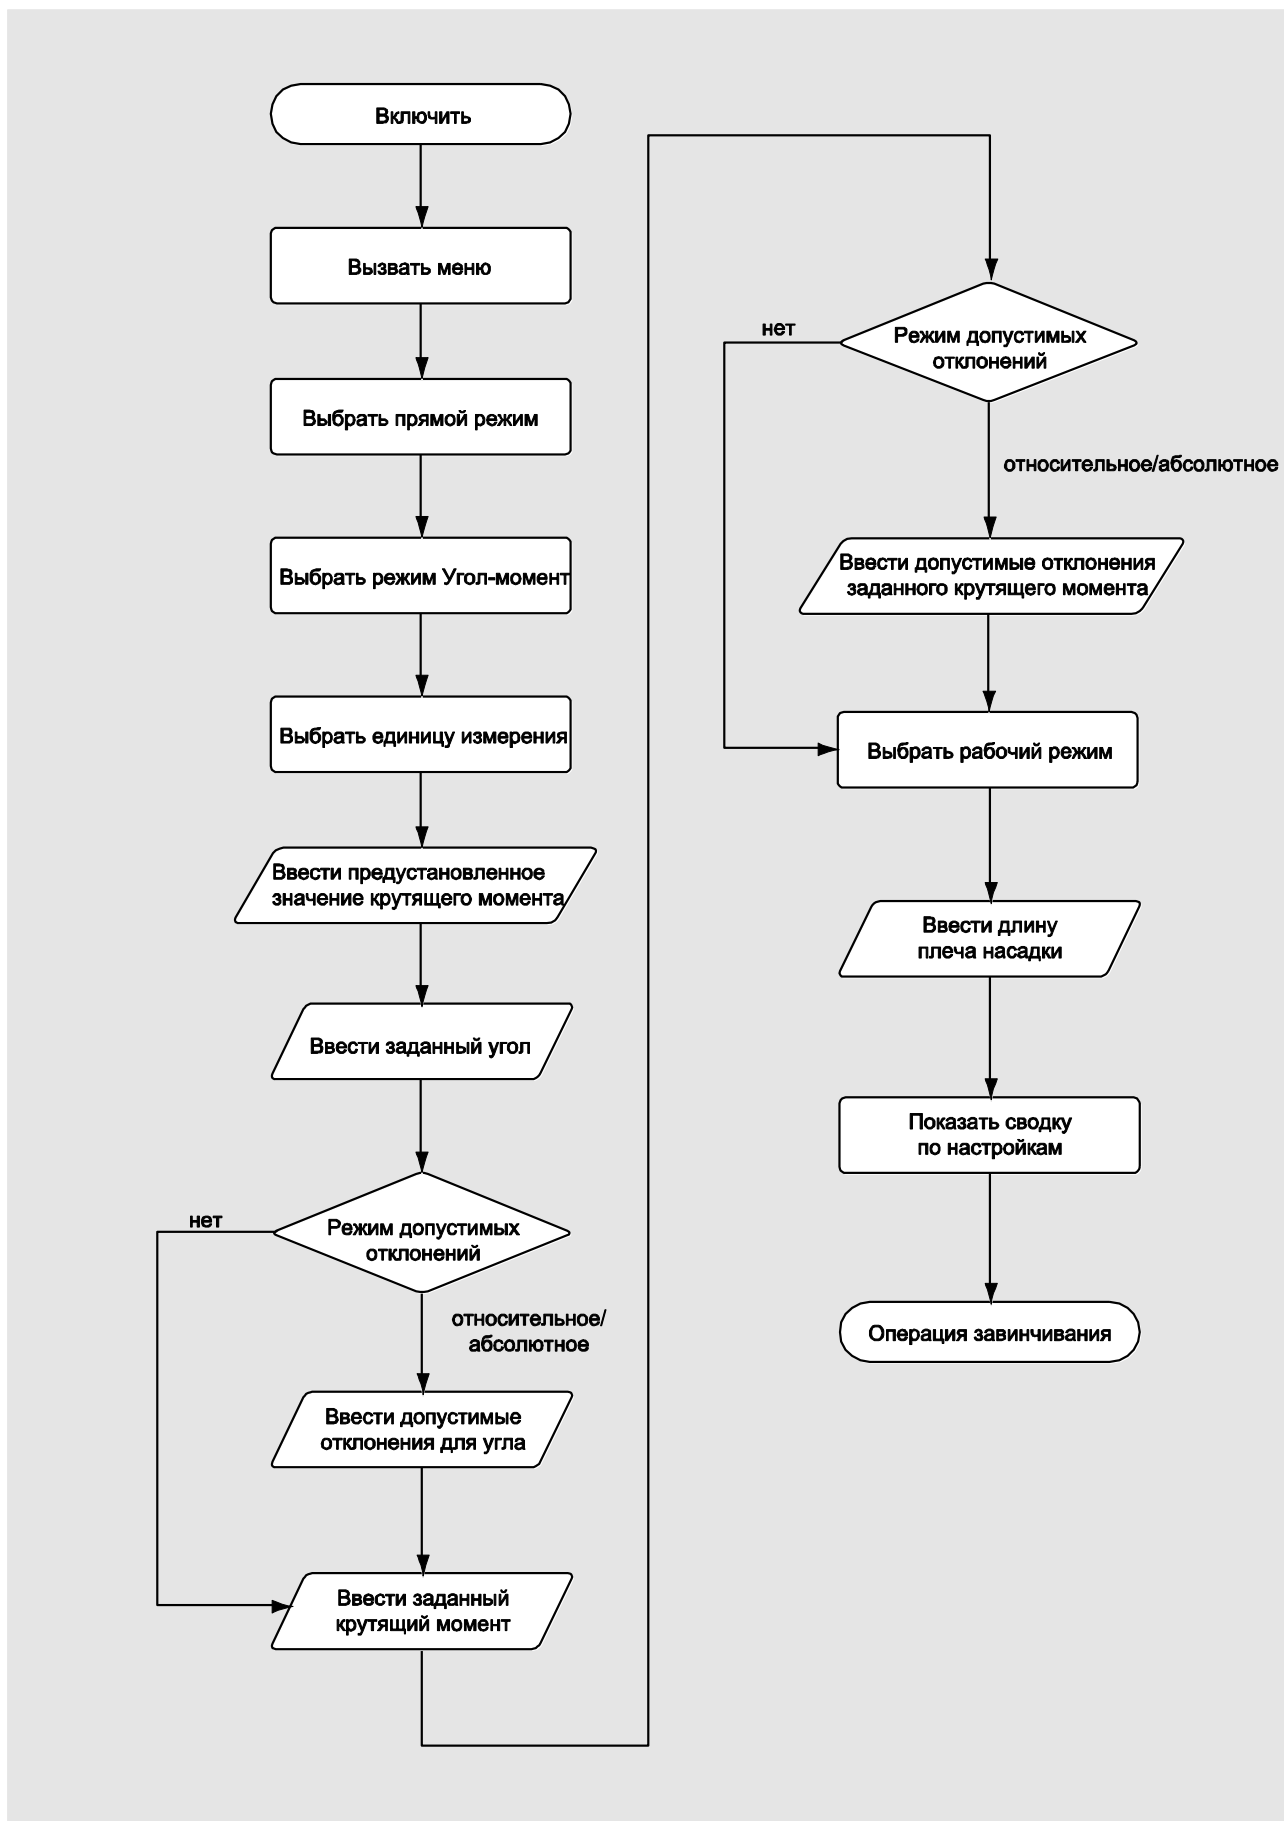 Включить
Вызвать меню
Выбрать прямой режим
Выбрать режим Угол-момент
Выбрать единицу измерения
Ввести предустановленное
значение крутящего момента
Ввести заданный угол
Режим допустимых
отклонений
нет
относительное/
абсолютное
Ввести допустимые
отклонения для угла
Ввести заданный
крутящий момент
Режим допустимых
отклонений
нет
относительное/абсолютное
Ввести допустимые отклонения
заданного крутящего момента
Выбрать рабочий режим
Ввести длину
плеча насадки
Показать сводку
по настройкам
Операция завинчивания